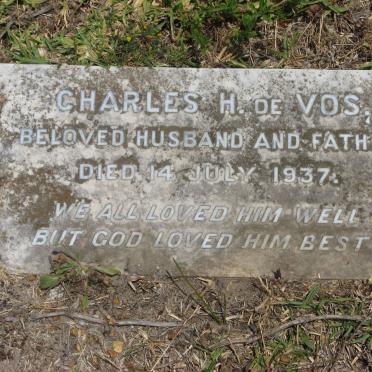 CHARLES H. DE VOS,
BELOVED HUSBAND AND FATH
DIED 14 JULY 1937.
WE ALL LOVED HIM WELL
BUT GOD LOVED HIM BEST